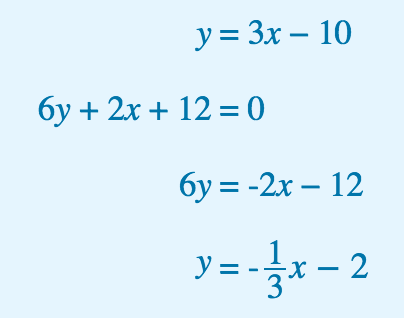 y = 3x – 10
6y + 2x + 12 = 0
6y = -2x – 12
y = -1/3x – 2